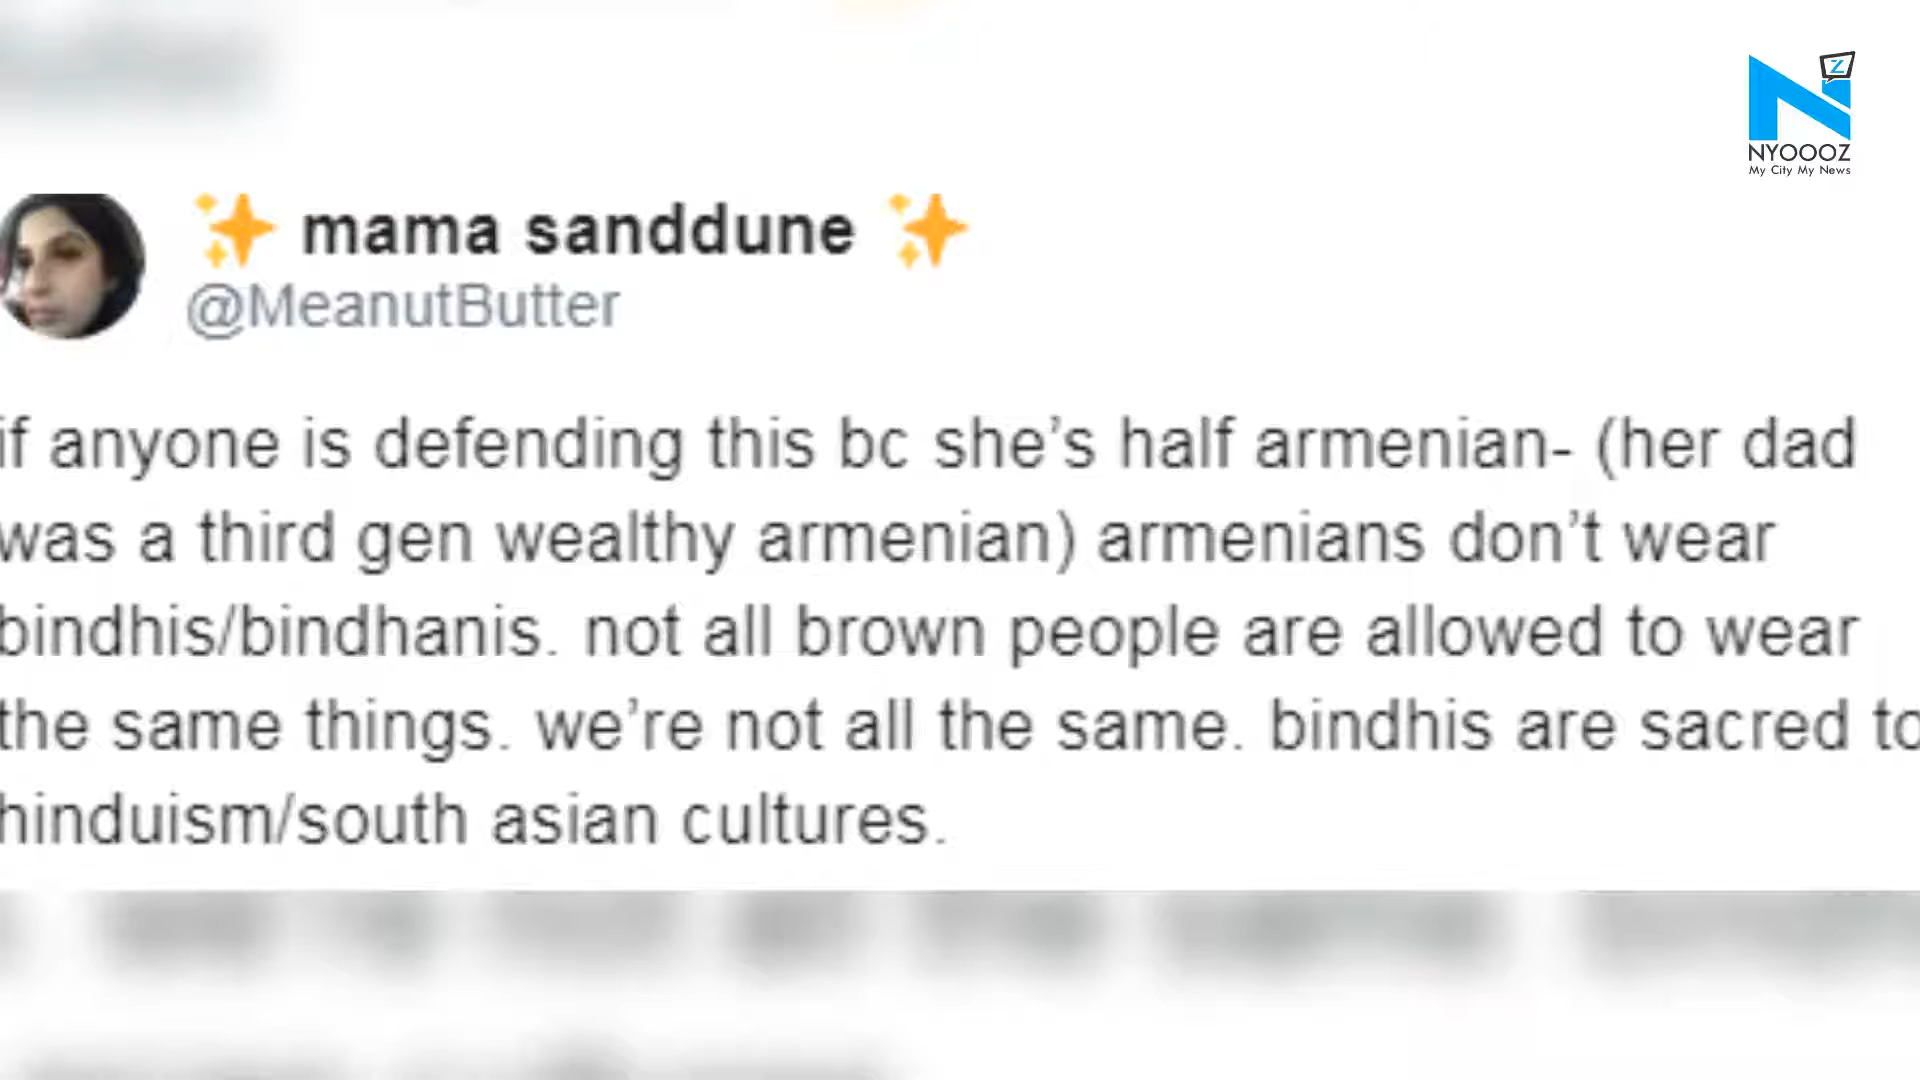 Z
NYOOOZ
My City My News
✨ mama sanddune ✨
@MeanutButter
if anyone is defending this bc she's half armenian- (her dad
was a third gen wealthy armenian) armenians don't wear
bindhis/bindhanis. not all brown people are allowed to wear
the same things. we're not all the same. bindhis are sacred to
hinduism/south asian cultures.